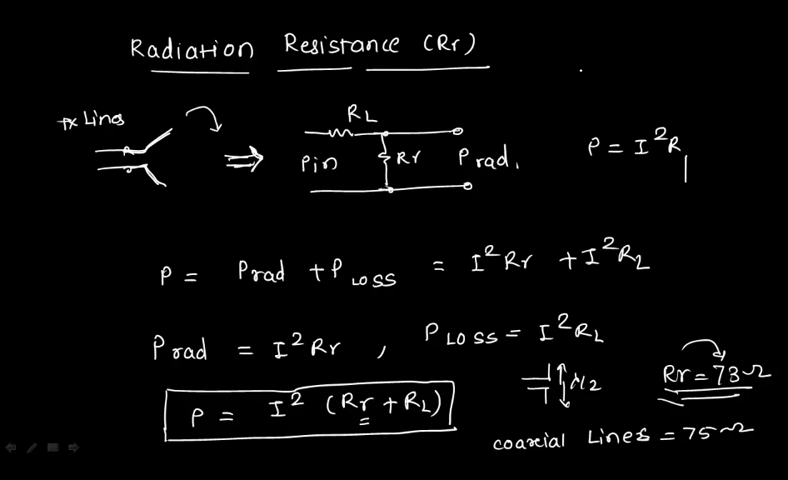 Radiation Resistance (Rr)
Tx Lines
RL
Pin
Rr
Prad.
P = I²R
P = Prad + PLOSS = I²Rr + I²RL
Prad = I²Rr , PLOSS = I²RL
λ/2
Rr = 73Ω
P = I² (Rr + RL)
coaxial Lines = 75Ω